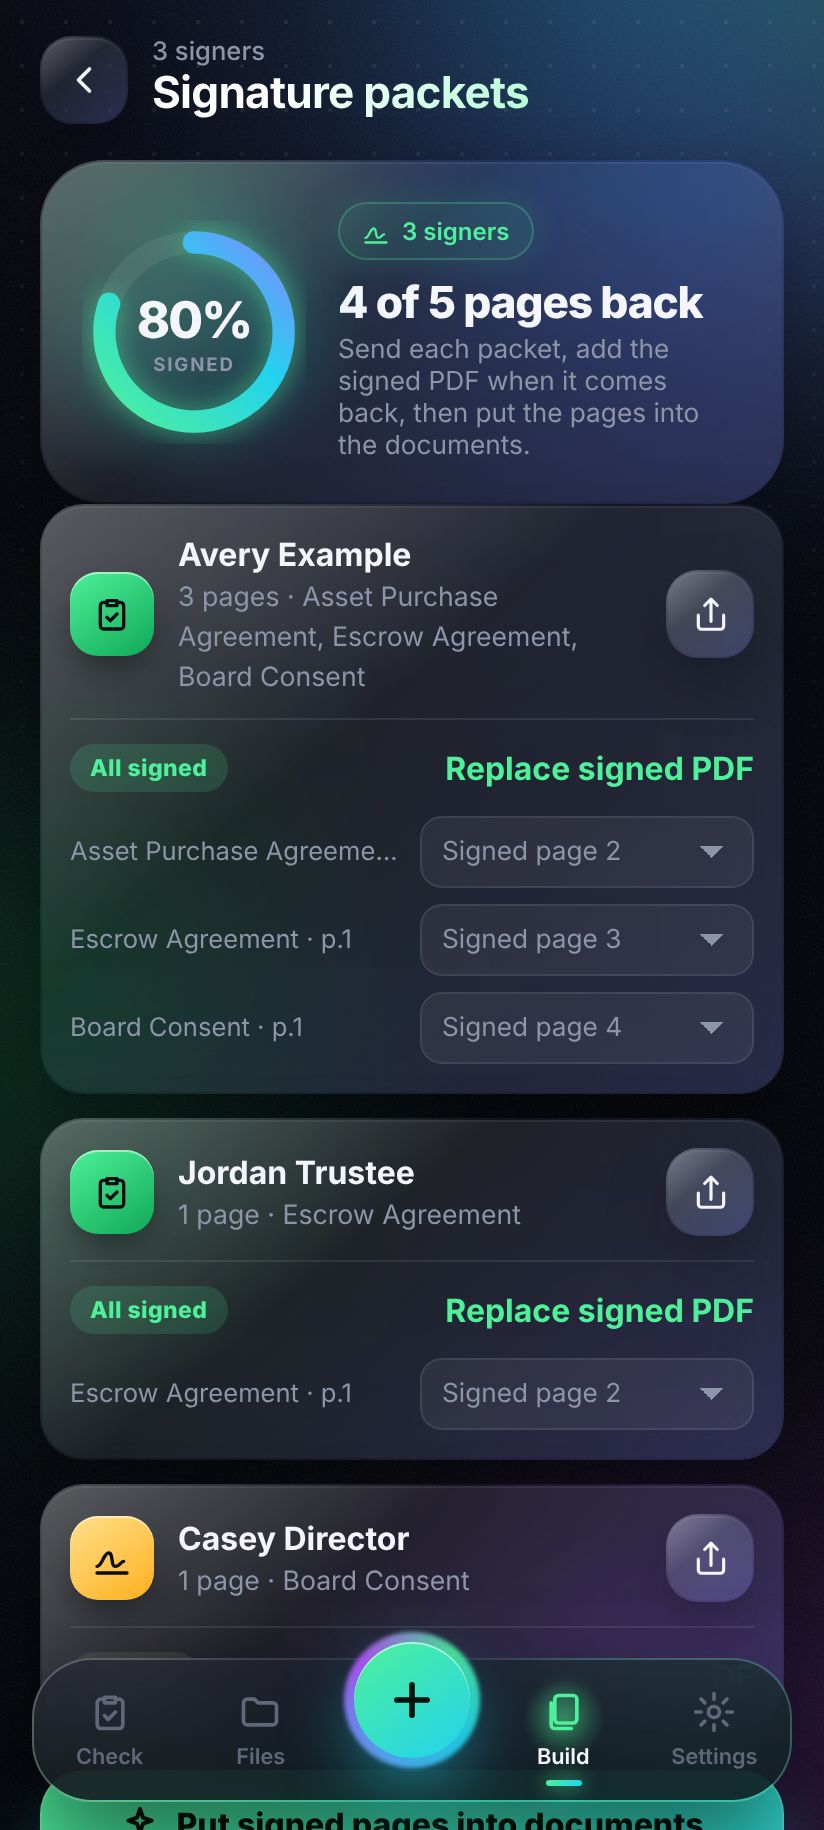 3 signers
Signature packets
80%
SIGNED
3 signers
4 of 5 pages back
Send each packet, add the
signed PDF when it comes
back, then put the pages into
the documents.
Avery Example
3 pages · Asset Purchase
Agreement, Escrow Agreement,
Board Consent
All signed
Replace signed PDF
Asset Purchase Agreeme...
Signed page 2
Escrow Agreement · p.1
Signed page 3
Board Consent · p.1
Signed page 4
Jordan Trustee
1 page · Escrow Agreement
All signed
Replace signed PDF
Escrow Agreement · p.1
Signed page 2
Casey Director
1 page · Board Consent
Check
Files
Build
Settings
Put signed pages into documents